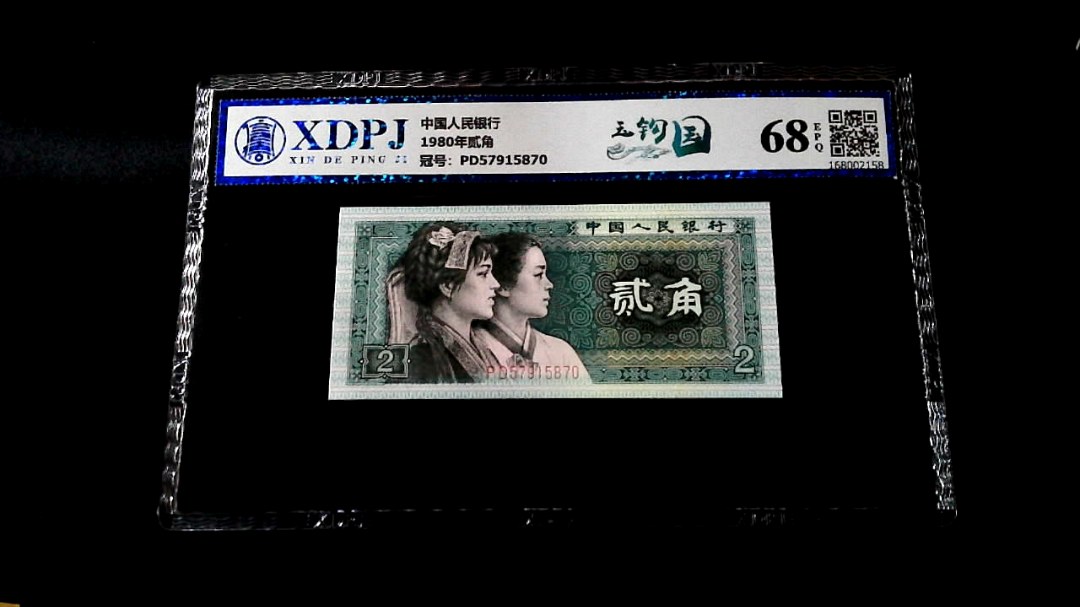 XDPJ
XIN DE PING
中国人民银行
1980年贰角
冠号：PD57915870
玉钩国
68
EPQ
168002158
中国人民银行
贰角
2
2
PD57915870